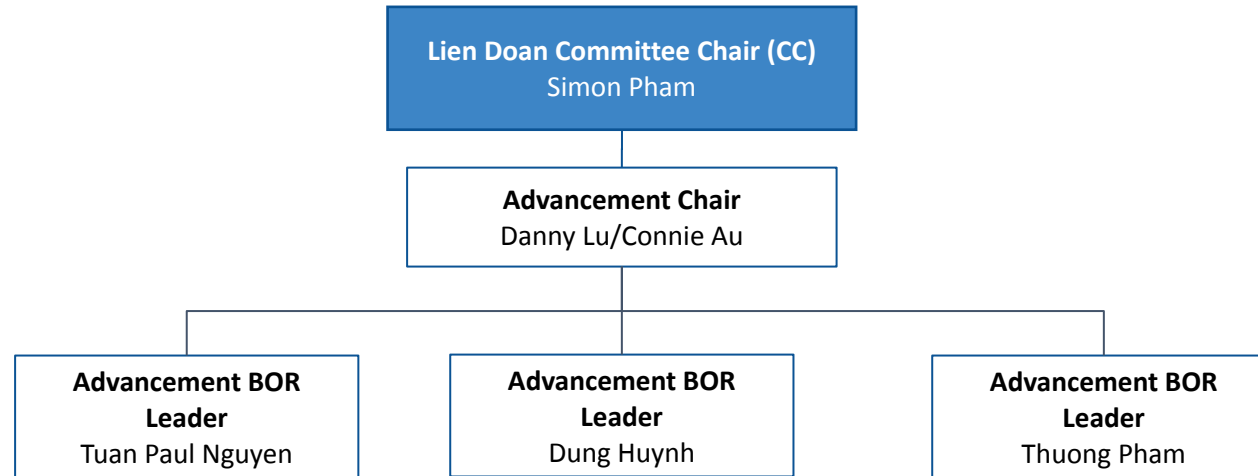 Lien Doan Committee Chair (CC)
Simon Pham
Advancement Chair
Danny Lu/Connie Au
Advancement BOR
Leader
Tuan Paul Nguyen
Advancement BOR
Leader
Dung Huynh
Advancement BOR
Leader
Thuong Pham